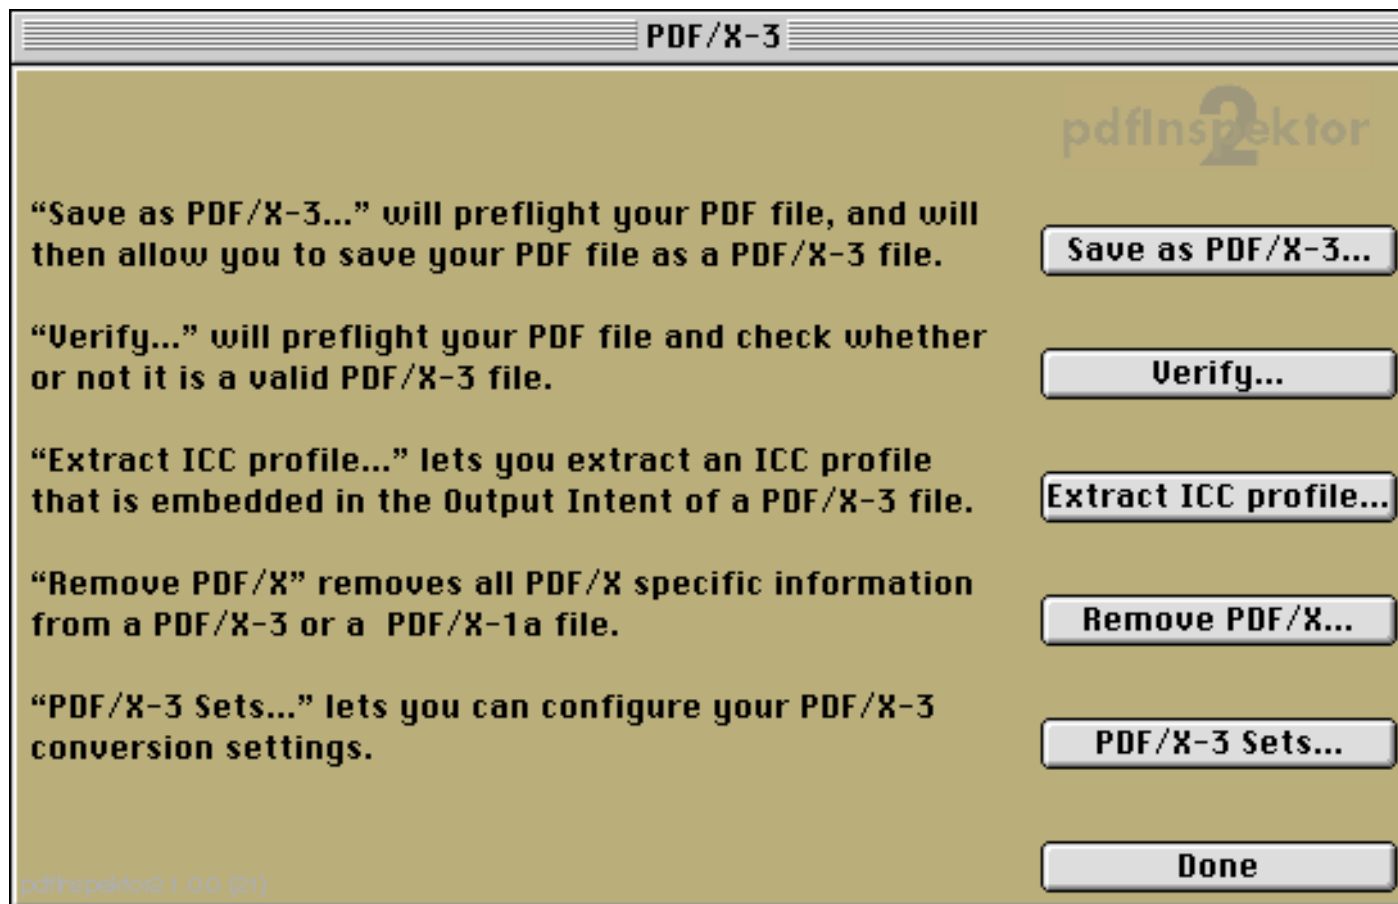 PDF/X-3
pdfInspektor 2
“Save as PDF/X-3...” will preflight your PDF file, and will
then allow you to save your PDF file as a PDF/X-3 file.
Save as PDF/X-3...
“Verify...” will preflight your PDF file and check whether
or not it is a valid PDF/X-3 file.
Verify...
“Extract ICC profile...” lets you extract an ICC profile
that is embedded in the Output Intent of a PDF/X-3 file.
Extract ICC profile...
“Remove PDF/X” removes all PDF/X specific information
from a PDF/X-3 or a  PDF/X-1a file.
Remove PDF/X...
“PDF/X-3 Sets...” lets you can configure your PDF/X-3
conversion settings.
PDF/X-3 Sets...
Done